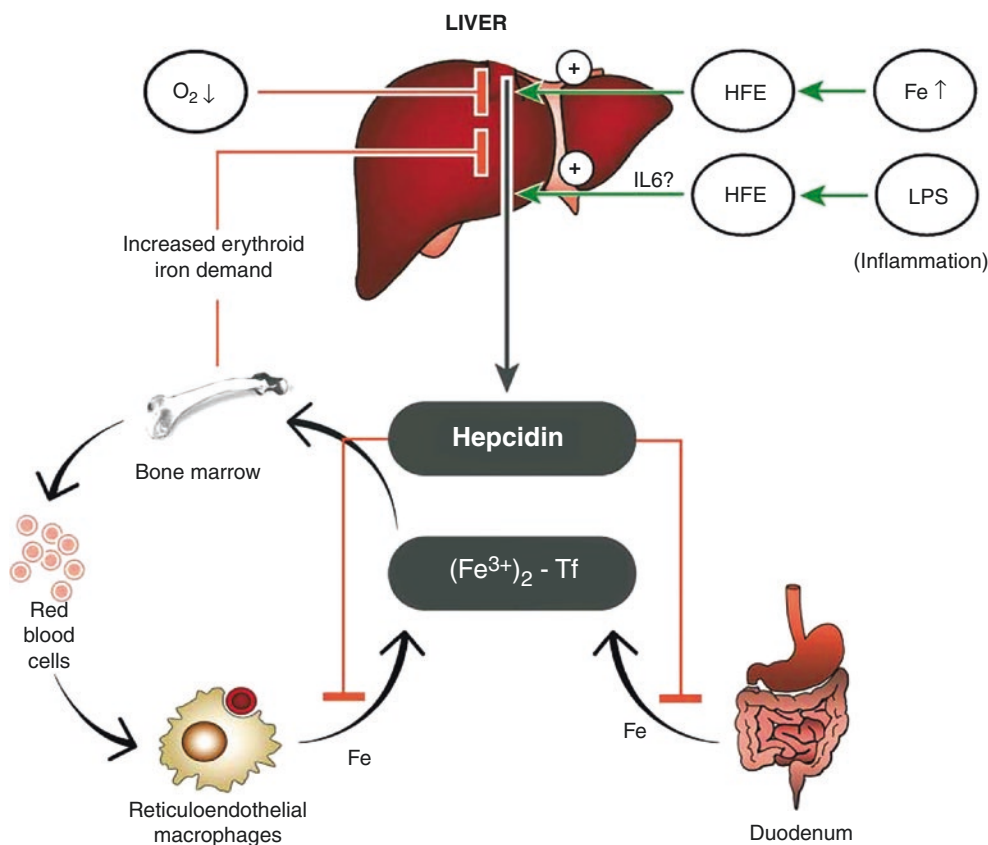 LIVER
O₂ ↓
+
HFE
Fe ↑
+
IL6?
HFE
LPS
(Inflammation)
Increased erythroid
iron demand
Hepcidin
Bone marrow
(Fe³⁺)₂ - Tf
Red
blood
cells
Fe
Fe
Reticuloendothelial
macrophages
Duodenum